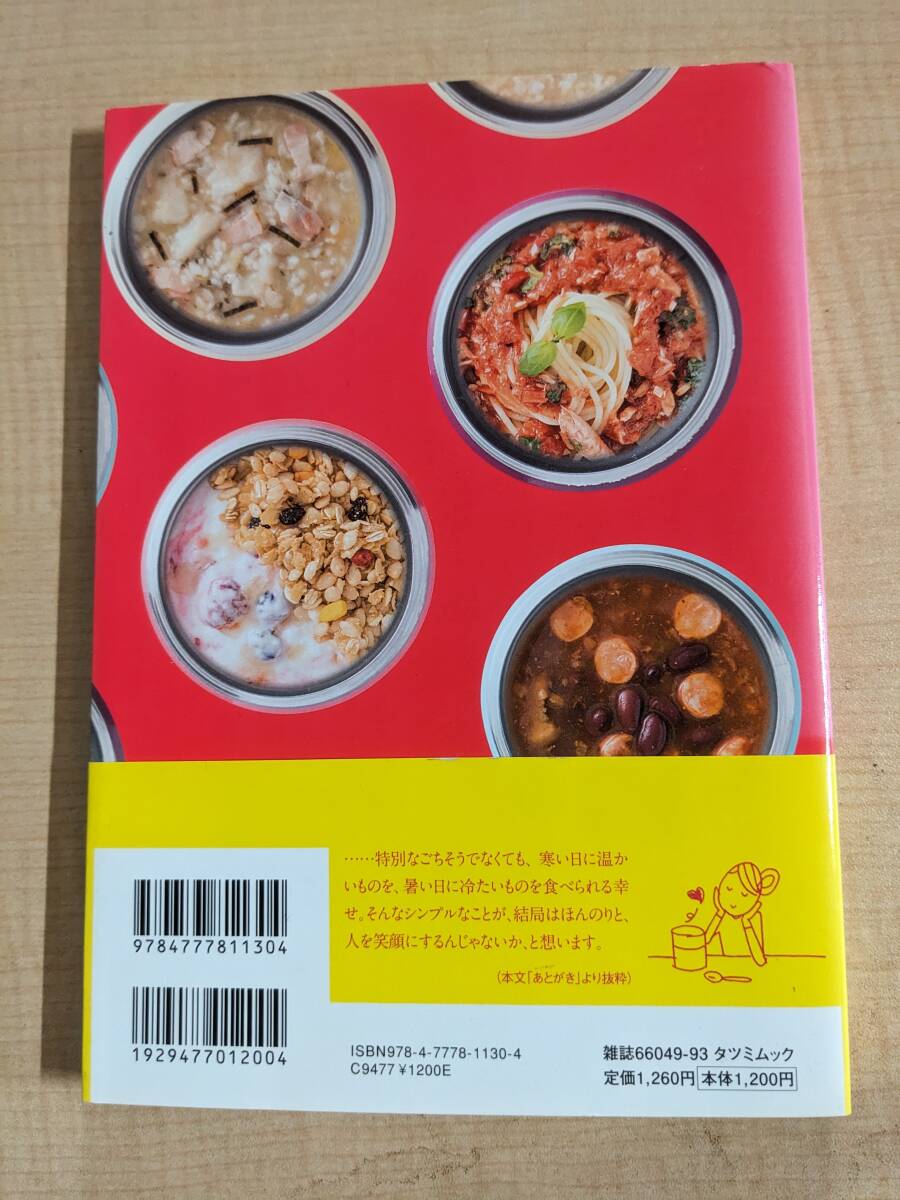 ……特別なごちそうでなくても、寒い日に温か
いものを、暑い日に冷たいものを食べられる幸
せ。そんなシンプルなことが、結局はほんのりと、
人を笑顔にするんじゃないか、と想います。
(本文「あとがき」より抜粋)
9784777811304
1929477012004
ISBN978-4-7778-1130-4
C9477 ¥1200E
雑誌66049-93 タツミムック
定価1,260円 本体1,200円
1